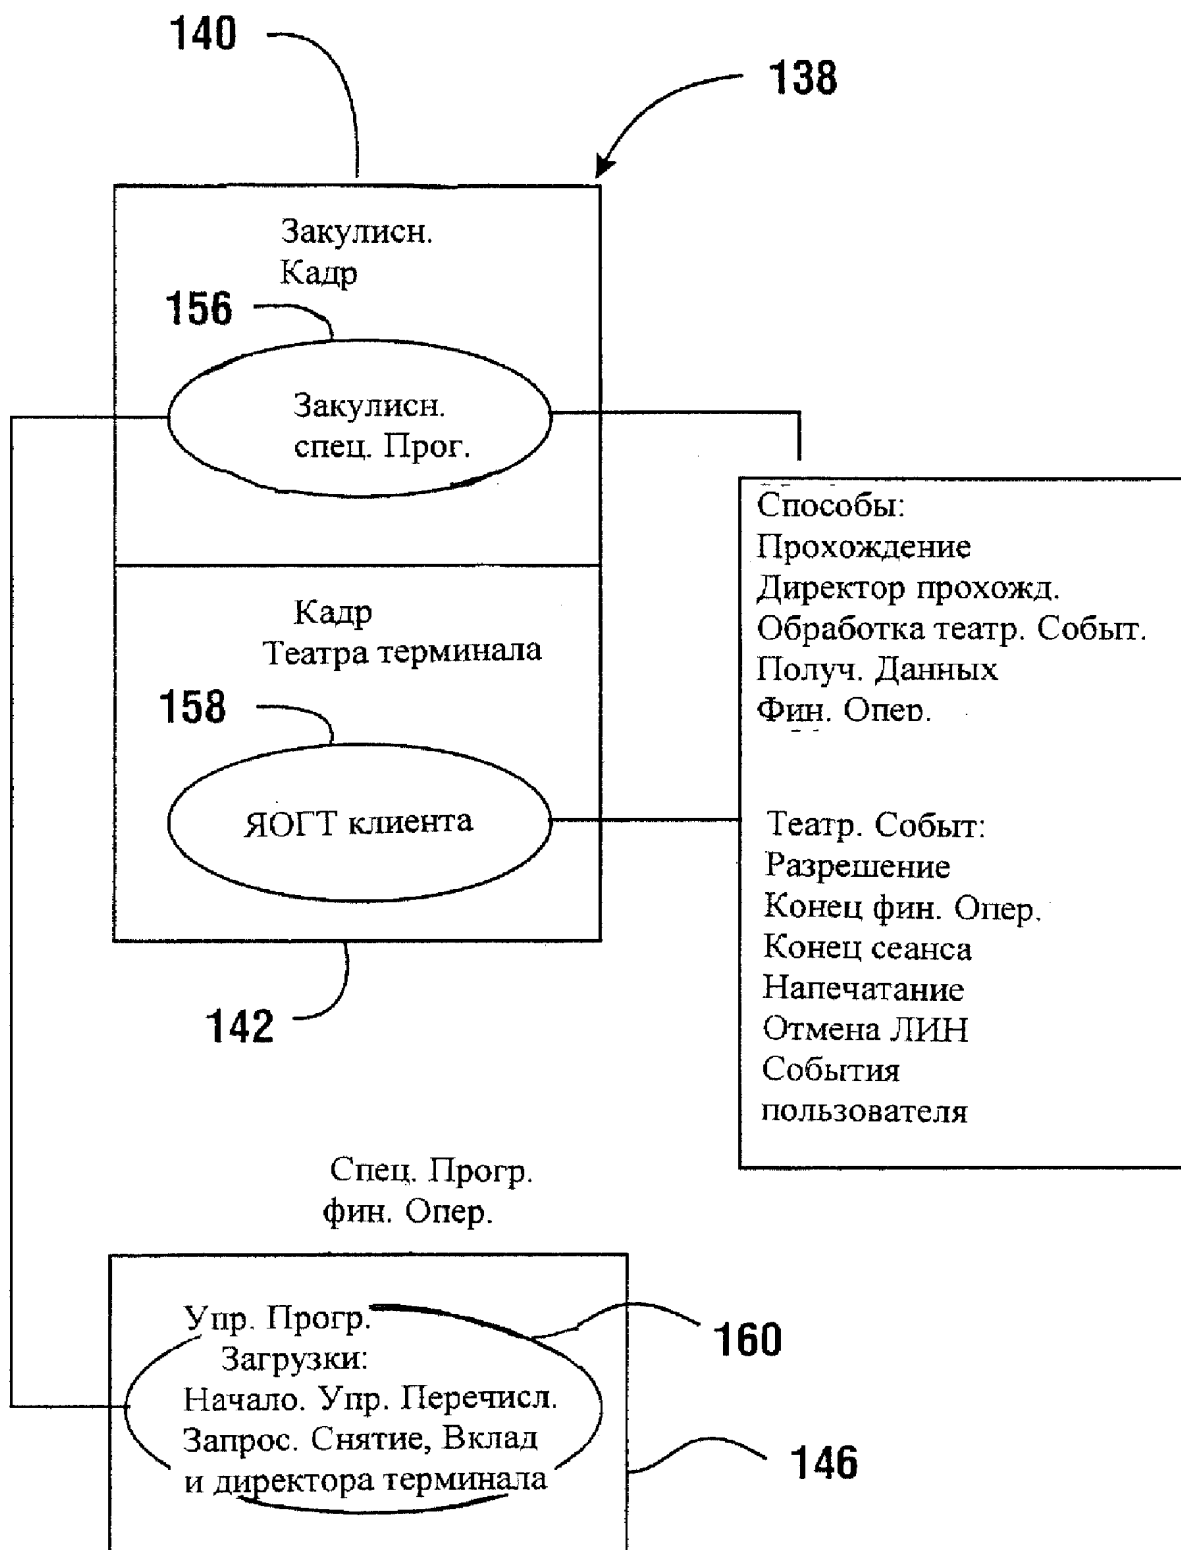 140
138
Закулисн.
Кадр
156
Закулисн.
спец. Прог.
Способы:
Прохождение
Директор прохожд.
Обработка театр. Событ.
Получ. Данных
Фин. Опер.
Кадр
Театра терминала
158
ЯОГТ клиента
Театр. Событ:
Разрешение
Конец фин. Опер.
Конец сеанса
Напечатание
Отмена ЛИН
События
пользователя
142
Спец. Прогр.
фин. Опер.
Упр. Прогр.
Загрузки:
Начало. Упр. Перечисл.
Запрос. Снятие, Вклад
и директора терминала
160
146